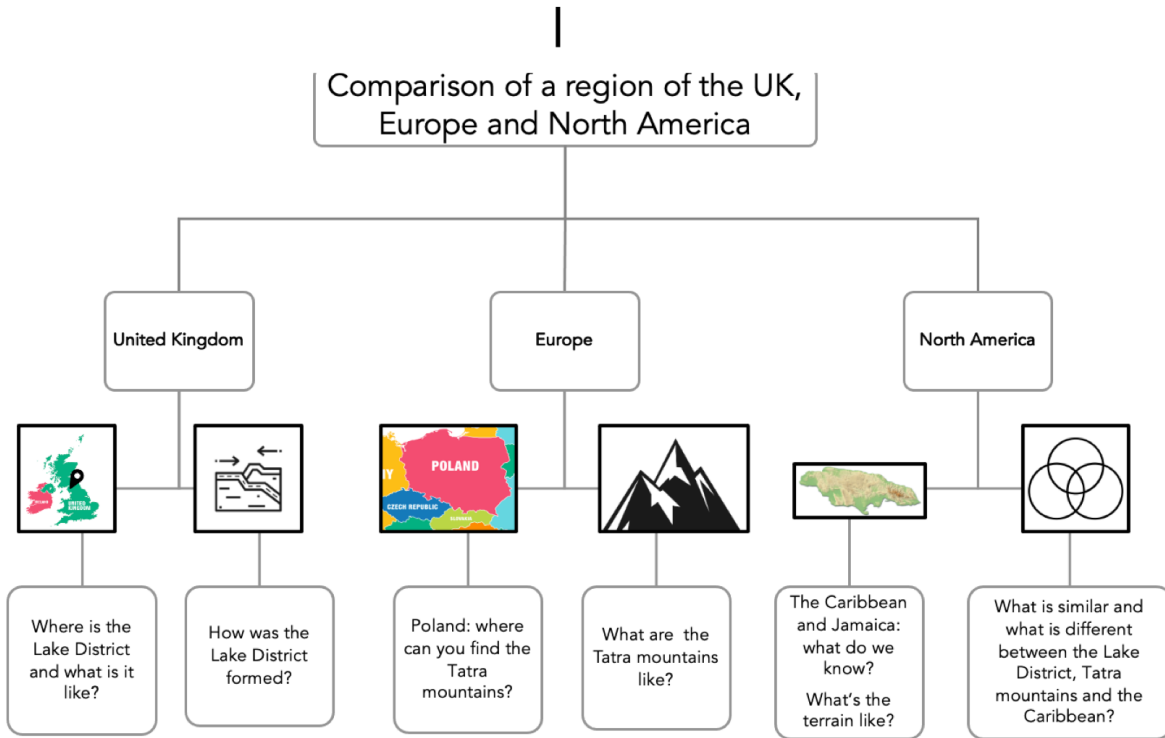 Comparison of a region of the UK,
Europe and North America
United Kingdom
Europe
North America
UNITED
KINGDOM
POLAND
CZECH REPUBLIC
Where is the
Lake District
and what is it
like?
How was the
Lake District
formed?
Poland: where
can you find the
Tatra
mountains?
What are  the
Tatra mountains
like?
The Caribbean
and Jamaica:
what do we
know?
What's the
terrain like?
What is similar and
what is different
between the Lake
District, Tatra
mountains and the
Caribbean?